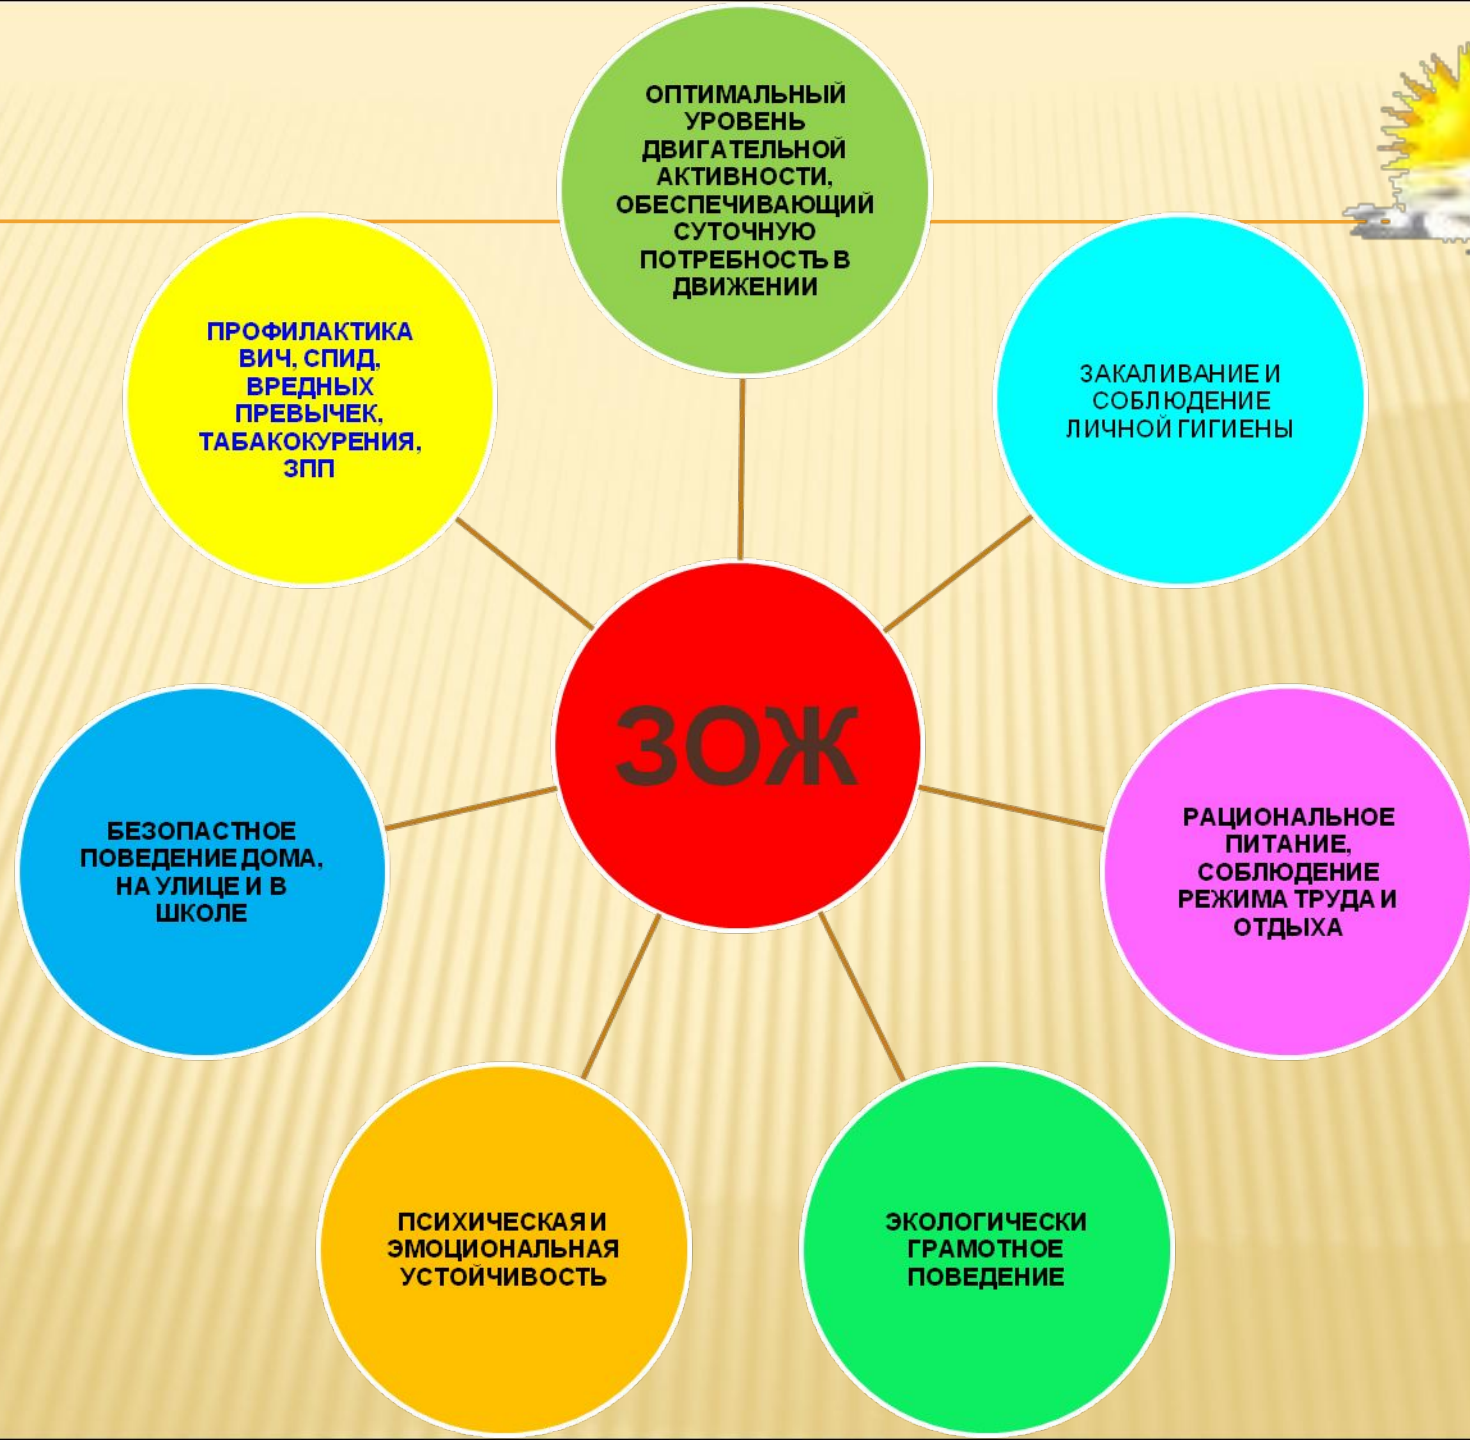 ОПТИМАЛЬНЫЙ
УРОВЕНЬ
ДВИГАТЕЛЬНОЙ
АКТИВНОСТИ,
ОБЕСПЕЧИВАЮЩИЙ
СУТОЧНУЮ
ПОТРЕБНОСТЬ В
ДВИЖЕНИИ
ПРОФИЛАКТИКА
ВИЧ, СПИД,
ВРЕДНЫХ
ПРЕВЫЧЕК,
ТАБАКОКУРЕНИЯ,
ЗПП
ЗАКАЛИВАНИЕ И
СОБЛЮДЕНИЕ
ЛИЧНОЙ ГИГИЕНЫ
ЗОЖ
БЕЗОПАСТНОЕ
ПОВЕДЕНИЕ ДОМА,
НА УЛИЦЕ И В
ШКОЛЕ
РАЦИОНАЛЬНОЕ
ПИТАНИЕ,
СОБЛЮДЕНИЕ
РЕЖИМА ТРУДА И
ОТДЫХА
ПСИХИЧЕСКАЯ И
ЭМОЦИОНАЛЬНАЯ
УСТОЙЧИВОСТЬ
ЭКОЛОГИЧЕСКИ
ГРАМОТНОЕ
ПОВЕДЕНИЕ